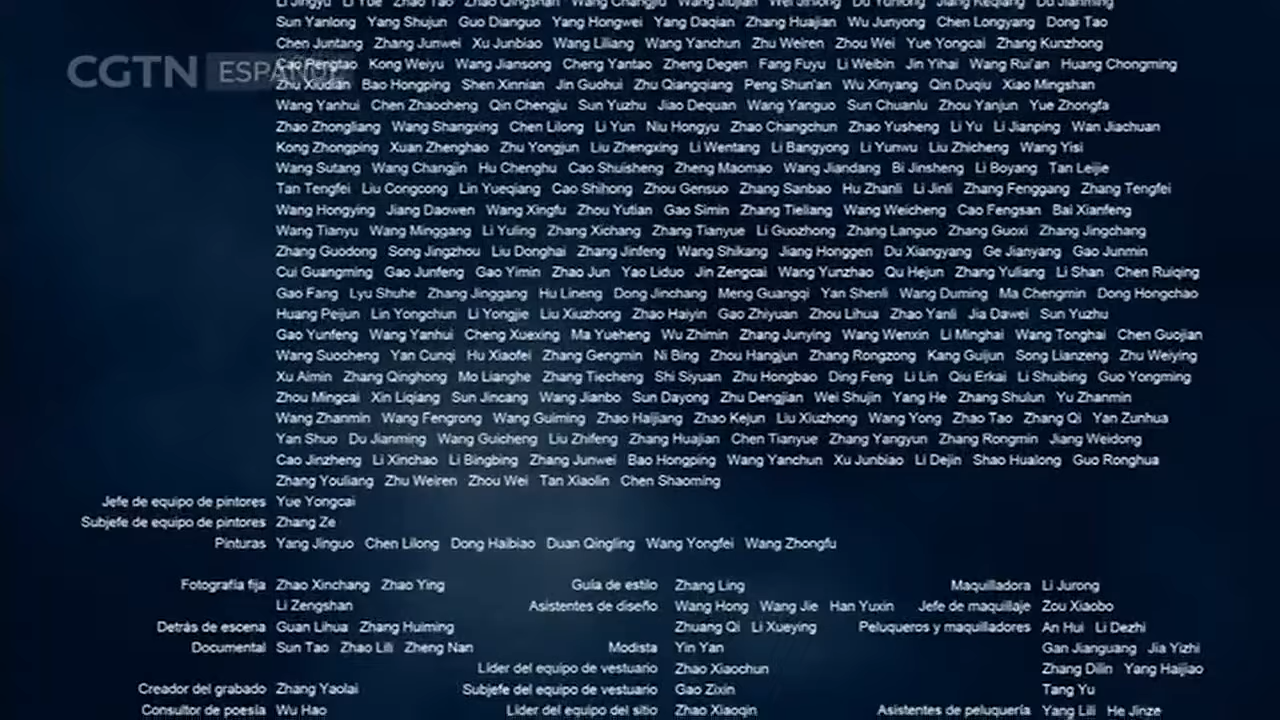 Li Jingyu Li Yue Zhao Tao Zhao Qingshan Wang Changjiu Wang Jiujian Wei Jinlong Du Yunlong Jiang Keqiang Du Jianming
Sun Yanlong Yang Shujun Guo Dianguo Yang Hongwei Yang Daqian Zhang Huajian Wu Junyong Chen Longyang Dong Tao
Chen Juntang Zhang Junwei Xu Junbiao Wang Liliang Wang Yanchun Zhu Weiren Zhou Wei Yue Yongcai Zhang Kunzhong
CGTN ESPAÑOL
Cao Pengtao Kong Weiyu Wang Jiansong Cheng Yantao Zheng Degen Fang Fuyu Li Weibin Jin Yihai Wang Rui'an Huang Chongming
Zhu Xiudian Bao Hongping Shen Xinnian Jin Guohui Zhu Qiangqiang Peng Shun'an Wu Xinyang Qin Duqiu Xiao Mingshan
Wang Yanhui Chen Zhaocheng Qin Chengju Sun Yuzhu Jiao Dequan Wang Yanguo Sun Chuanlu Zhou Yanjun Yue Zhongfa
Zhao Zhongliang Wang Shangxing Chen Lilong Li Yun Niu Hongyu Zhao Changchun Zhao Yusheng Li Yu Li Jianping Wan Jiachuan
Kong Zhongping Xuan Zhenghao Zhu Yongjun Liu Zhengxing Li Wentang Li Bangyong Li Yunwu Liu Zhicheng Wang Yisi
Wang Sutang Wang Changjin Hu Chenghu Cao Shuisheng Zheng Maomao Wang Jiandang Bi Jinsheng Li Boyang Tan Leijie
Tan Tengfei Liu Congcong Lin Yueqiang Cao Shihong Zhou Gensuo Zhang Sanbao Hu Zhanli Li Jinli Zhang Fenggang Zhang Tengfei
Wang Hongying Jiang Daowen Wang Xingfu Zhou Yutian Gao Simin Zhang Tieliang Wang Weicheng Cao Fengsan Bai Xianfeng
Wang Tianyu Wang Minggang Li Yuling Zhang Xichang Zhang Tianyue Li Guozhong Zhang Languo Zhang Guoxi Zhang Jingchang
Zhang Guodong Song Jingzhou Liu Donghai Zhang Jinfeng Wang Shikang Jiang Honggen Du Xiangyang Ge Jianyang Gao Junmin
Cui Guangming Gao Junfeng Gao Yimin Zhao Jun Yao Liduo Jin Zengcai Wang Yunzhao Qu Hejun Zhang Yuliang Li Shan Chen Ruiqing
Gao Fang Lyu Shuhe Zhang Jinggang Hu Lineng Dong Jinchang Meng Guangqi Yan Shenli Wang Duming Ma Chengmin Dong Hongchao
Huang Peijun Lin Yongchun Li Yongjie Liu Xiuzhong Zhao Haiyin Gao Zhiyuan Zhou Lihua Zhao Yanli Jia Dawei Sun Yuzhu
Gao Yunfeng Wang Yanhui Cheng Xuexing Ma Yueheng Wu Zhimin Zhang Junying Wang Wenxin Li Minghai Wang Tonghai Chen Guojian
Wang Suocheng Yan Cunqi Hu Xiaofei Zhang Gengmin Ni Bing Zhou Hangjun Zhang Rongzong Kang Guijun Song Lianzeng Zhu Weiying
Xu Aimin Zhang Qinghong Mo Lianghe Zhang Tiecheng Shi Siyuan Zhu Hongbao Ding Feng Li Lin Qiu Erkai Li Shuibing Guo Yongming
Zhou Mingcai Xin Liqiang Sun Jincang Wang Jianbo Sun Dayong Zhu Dengjian Wei Shujin Yang He Zhang Shulun Yu Zhanmin
Wang Zhanmin Wang Fengrong Wang Guiming Zhao Haijiang Zhao Kejun Liu Xiuzhong Wang Yong Zhao Tao Zhang Qi Yan Zunhua
Yan Shuo Du Jianming Wang Guicheng Liu Zhifeng Zhang Huajian Chen Tianyue Zhang Yangyun Zhang Rongmin Jiang Weidong
Cao Jinzheng Li Xinchao Li Bingbing Zhang Junwei Bao Hongping Wang Yanchun Xu Junbiao Li Dejin Shao Hualong Guo Ronghua
Zhang Youliang Zhu Weiren Zhou Wei Tan Xiaolin Chen Shaoming
Jefe de equipo de pintores Yue Yongcai
Subjefe de equipo de pintores Zhang Ze
Pinturas Yang Jinguo Chen Lilong Dong Haibiao Duan Qingling Wang Yongfei Wang Zhongfu
Fotografía fija Zhao Xinchang Zhao Ying Guía de estilo Zhang Ling Maquilladora Li Jurong
Li Zengshan Asistentes de diseño Wang Hong Wang Jie Han Yuxin Jefe de maquillaje Zou Xiaobo
Detrás de escena Guan Lihua Zhang Huiming Zhuang Qi Li Xueying Peluqueros y maquilladores An Hui Li Dezhi
Documental Sun Tao Zhao Lili Zheng Nan Modista Yin Yan Gan Jianguang Jia Yizhi
Líder del equipo de vestuario Zhao Xiaochun Zhang Dilin Yang Haijiao
Creador del grabado Zhang Yaolai Subjefe del equipo de vestuario Gao Zixin Tang Yu
Consultor de poesía Wu Hao Líder del equipo del sitio Zhao Xiaoqin Asistentes de peluquería Yang Lili He Jinze